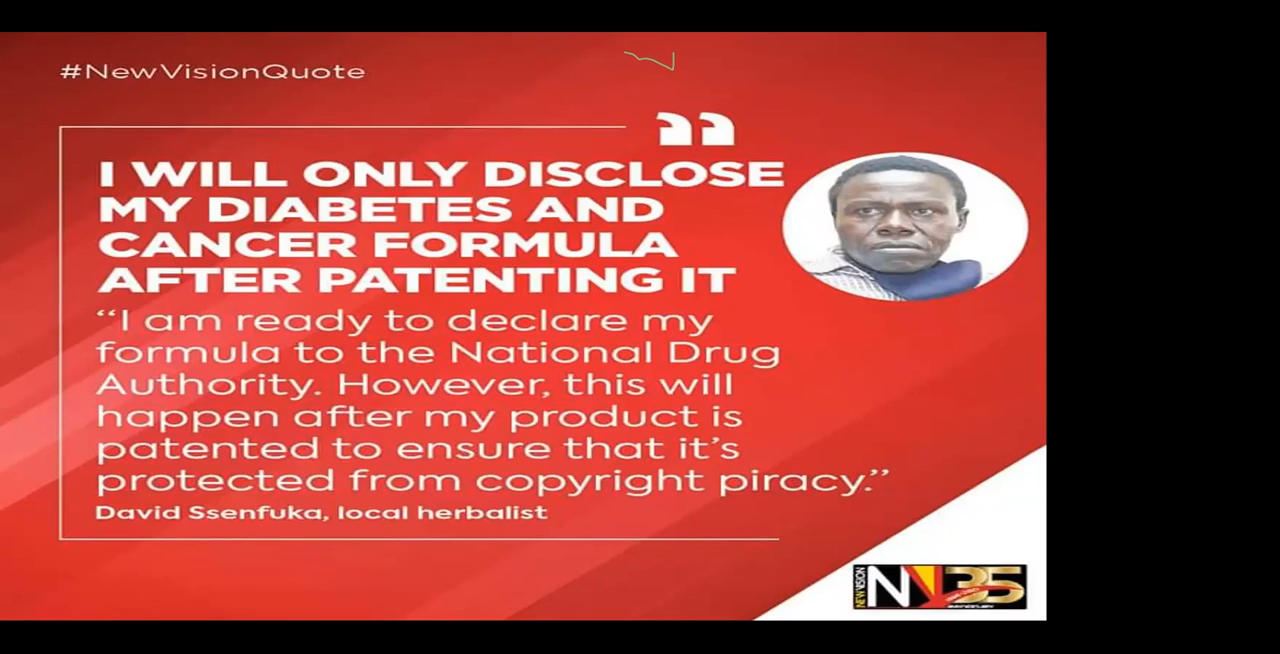 #NewVisionQuote
I WILL ONLY DISCLOSE
MY DIABETES AND
CANCER FORMULA
AFTER PATENTING IT
“I am ready to declare my
formula to the National Drug
Authority. However, this will
happen after my product is
patented to ensure that it’s
protected from copyright piracy.”
David Ssenfuka, local herbalist
NEW VISION
NV 35